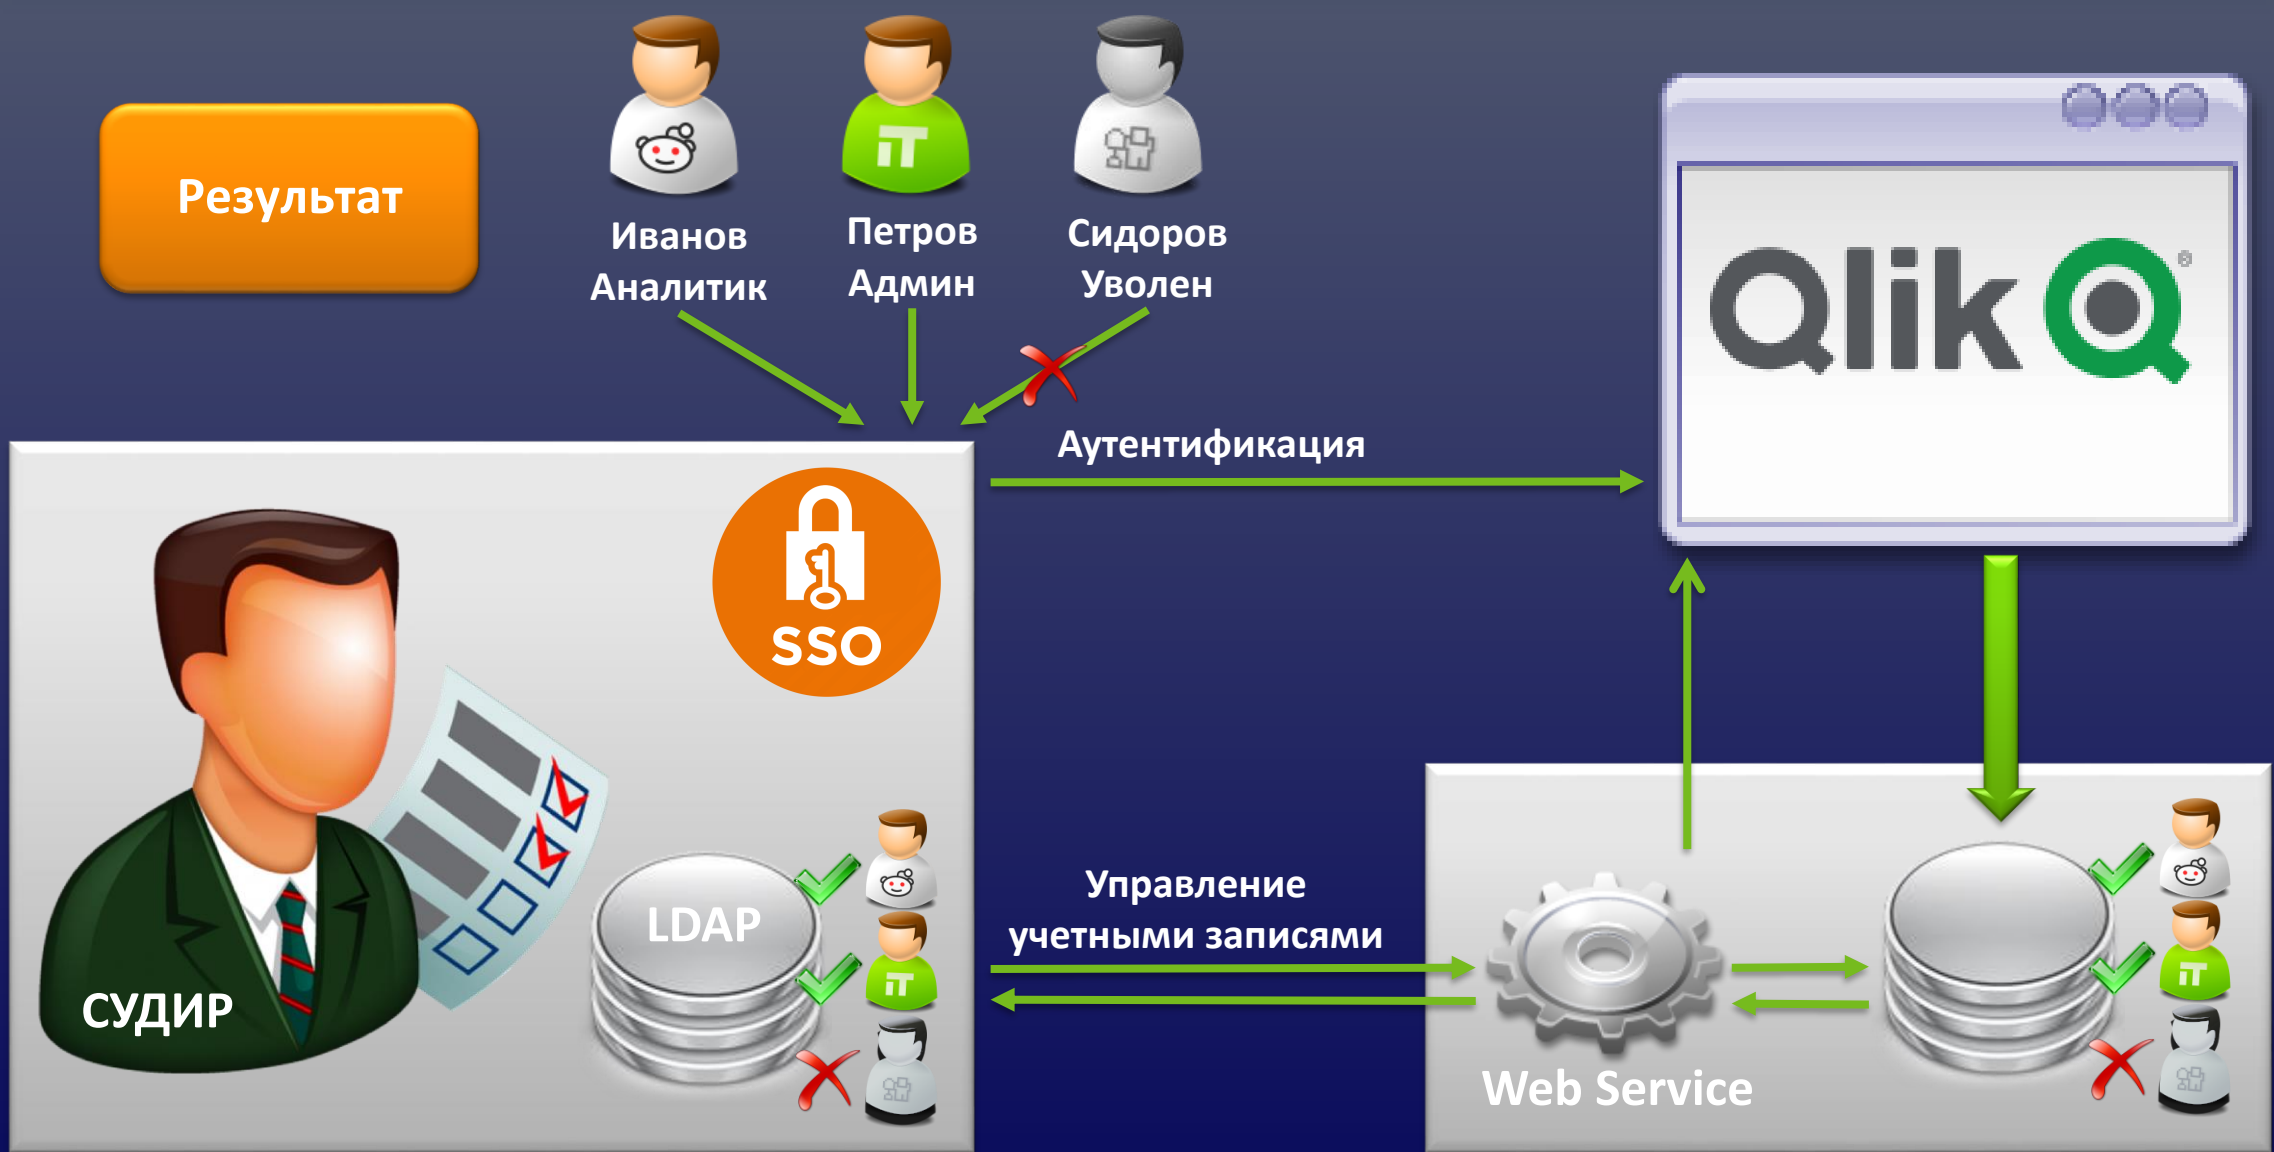 Результат
Иванов
Аналитик
Петров
Админ
Сидоров
Уволен
Qlik
Аутентификация
SSO
СУДИР
LDAP
Управление
учетными записями
Web Service